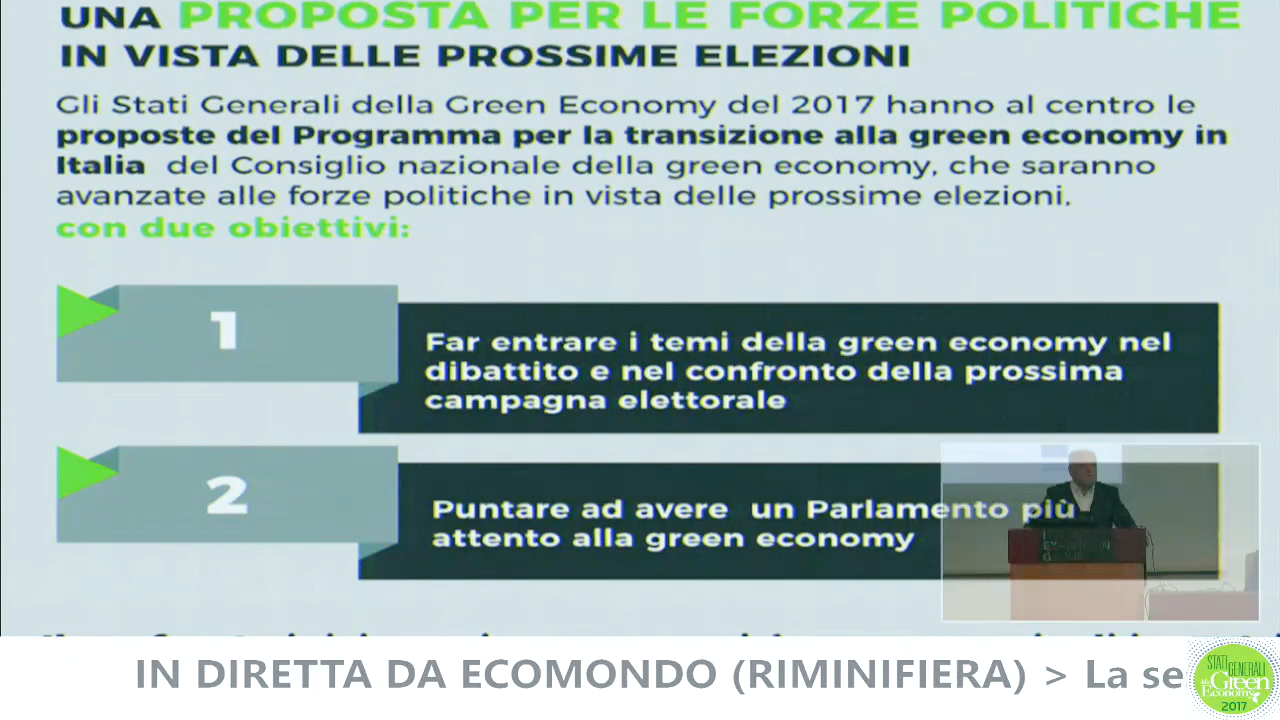 UNA PROPOSTA PER LE FORZE POLITICHE
IN VISTA DELLE PROSSIME ELEZIONI
Gli Stati Generali della Green Economy del 2017 hanno al centro le
proposte del Programma per la transizione alla green economy in
Italia del Consiglio nazionale della green economy, che saranno
avanzate alle forze politiche in vista delle prossime elezioni.
con due obiettivi:
1
Far entrare i temi della green economy nel
dibattito e nel confronto della prossima
campagna elettorale
2
Puntare ad avere un Parlamento più
attento alla green economy
IN DIRETTA DA ECOMONDO (RIMINIFIERA) > La se
STATI GENERALI
Green
Economy
2017